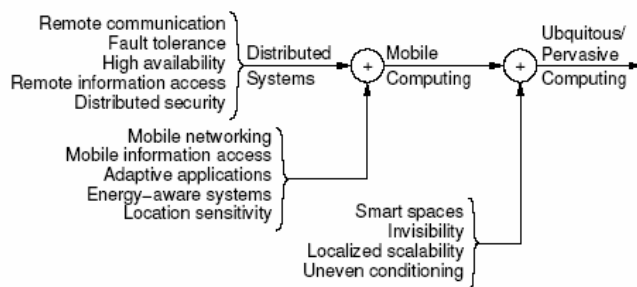 Remote communication
Fault tolerance
High availability
Remote information access
Distributed security
Distributed
Systems
+
Mobile
Computing
+
Ubquitous/
Pervasive
Computing
Mobile networking
Mobile information access
Adaptive applications
Energy-aware systems
Location sensitivity
Smart spaces
Invisibility
Localized scalability
Uneven conditioning